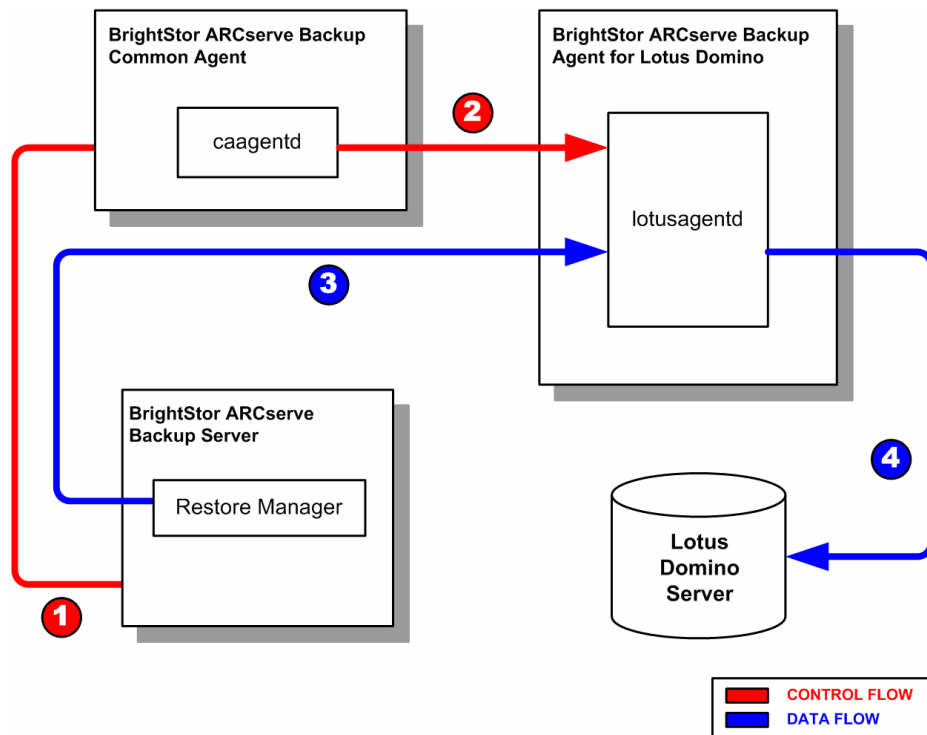 BrightStor ARCserve Backup
Common Agent
caagentd
2
BrightStor ARCserve Backup
Agent for Lotus Domino
lotusagentd
3
BrightStor ARCserve
Backup Server
Restore Manager
1
4
Lotus
Domino
Server
CONTROL FLOW
DATA FLOW